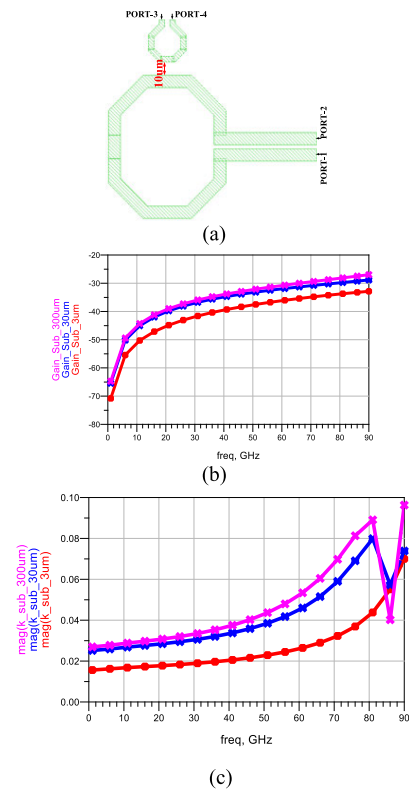 PORT-3 PORT-4
10um
PORT-2
PORT-1
(a)
Gain_Sub_300um
Gain_Sub_30um
Gain_Sub_3um
-20
-30
-40
-50
-60
-70
-80
0 10 20 30 40 50 60 70 80 90
freq, GHz
(b)
mag(k_sub_300um)
mag(k_sub_30um)
mag(k_sub_3um)
0.10
0.08
0.06
0.04
0.02
0.00
0 10 20 30 40 50 60 70 80 90
freq, GHz
(c)